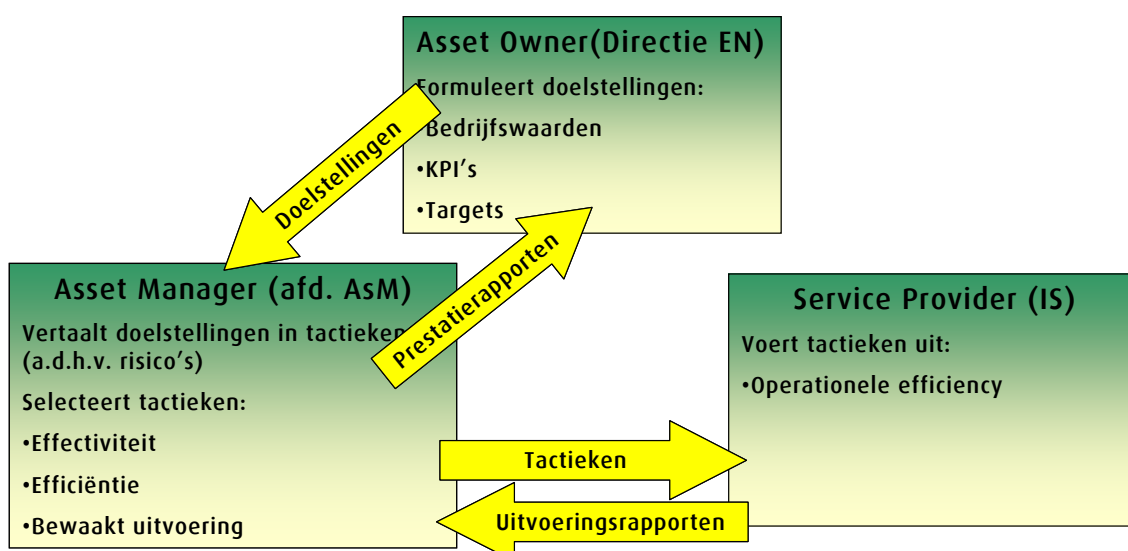 Asset Owner(Directie EN)
Formuleert doelstellingen:
•Bedrijfswaarden
•KPI's
•Targets
Doelstellingen
Prestatierapporten
Asset Manager (afd. AsM)
Vertaalt doelstellingen in tactieken
(a.d.h.v. risico's)
Selecteert tactieken:
•Effectiviteit
•Efficiëntie
•Bewaakt uitvoering
Service Provider (IS)
Voert tactieken uit:
•Operationele efficiency
Tactieken
Uitvoeringsrapporten